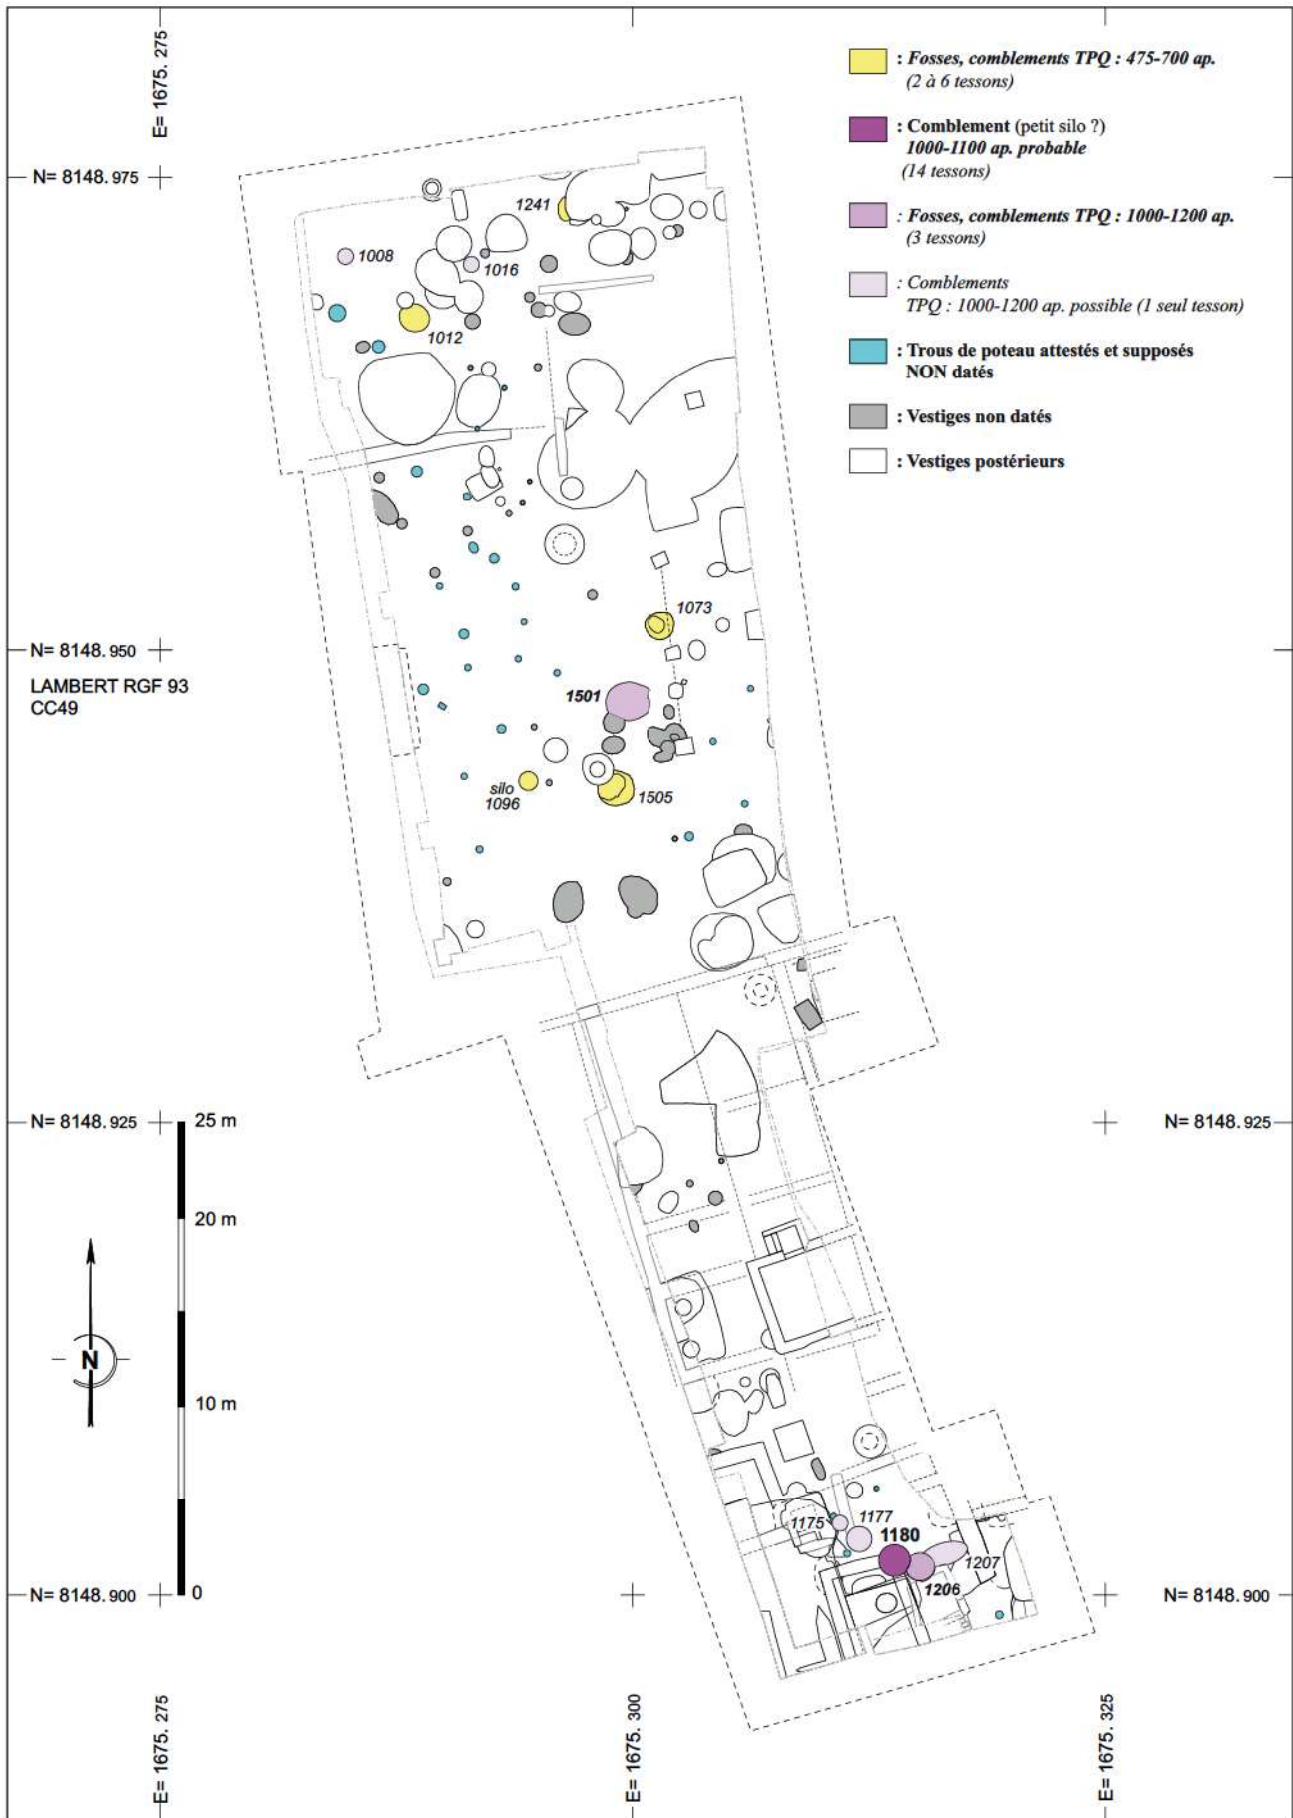 E= 1675. 275
: Fosses, comblements TPQ : 475-700 ap.
(2 à 6 tessons)
: Comblement (petit silo ?)
1000-1100 ap. probable
(14 tessons)
N= 8148. 975
: Fosses, comblements TPQ : 1000-1200 ap.
(3 tessons)
1241
1008
1016
: Comblements
TPQ : 1000-1200 ap. possible (1 seul tesson)
1012
: Trous de poteau attestés et supposés
NON datés
: Vestiges non datés
: Vestiges postérieurs
1073
N= 8148. 950
LAMBERT RGF 93
CC49
1501
silo
1096
1505
N= 8148. 925
25 m
N= 8148. 925
20 m
N
10 m
1175
1177
1180
1207
1206
N= 8148. 900
0
N= 8148. 900
E= 1675. 275
E= 1675. 300
E= 1675. 325